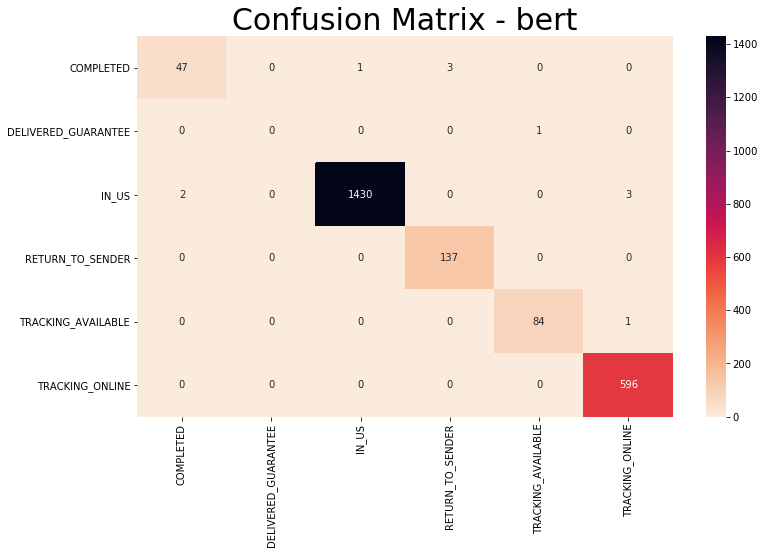 Confusion Matrix - bert
COMPLETED 47 0 1 3 0 0
DELIVERED_GUARANTEE 0 0 0 0 1 0
IN_US 2 0 1430 0 0 3
RETURN_TO_SENDER 0 0 0 137 0 0
TRACKING_AVAILABLE 0 0 0 0 84 1
TRACKING_ONLINE 0 0 0 0 0 596
COMPLETED
DELIVERED_GUARANTEE
IN_US
RETURN_TO_SENDER
TRACKING_AVAILABLE
TRACKING_ONLINE
1400
1200
1000
800
600
400
200
0